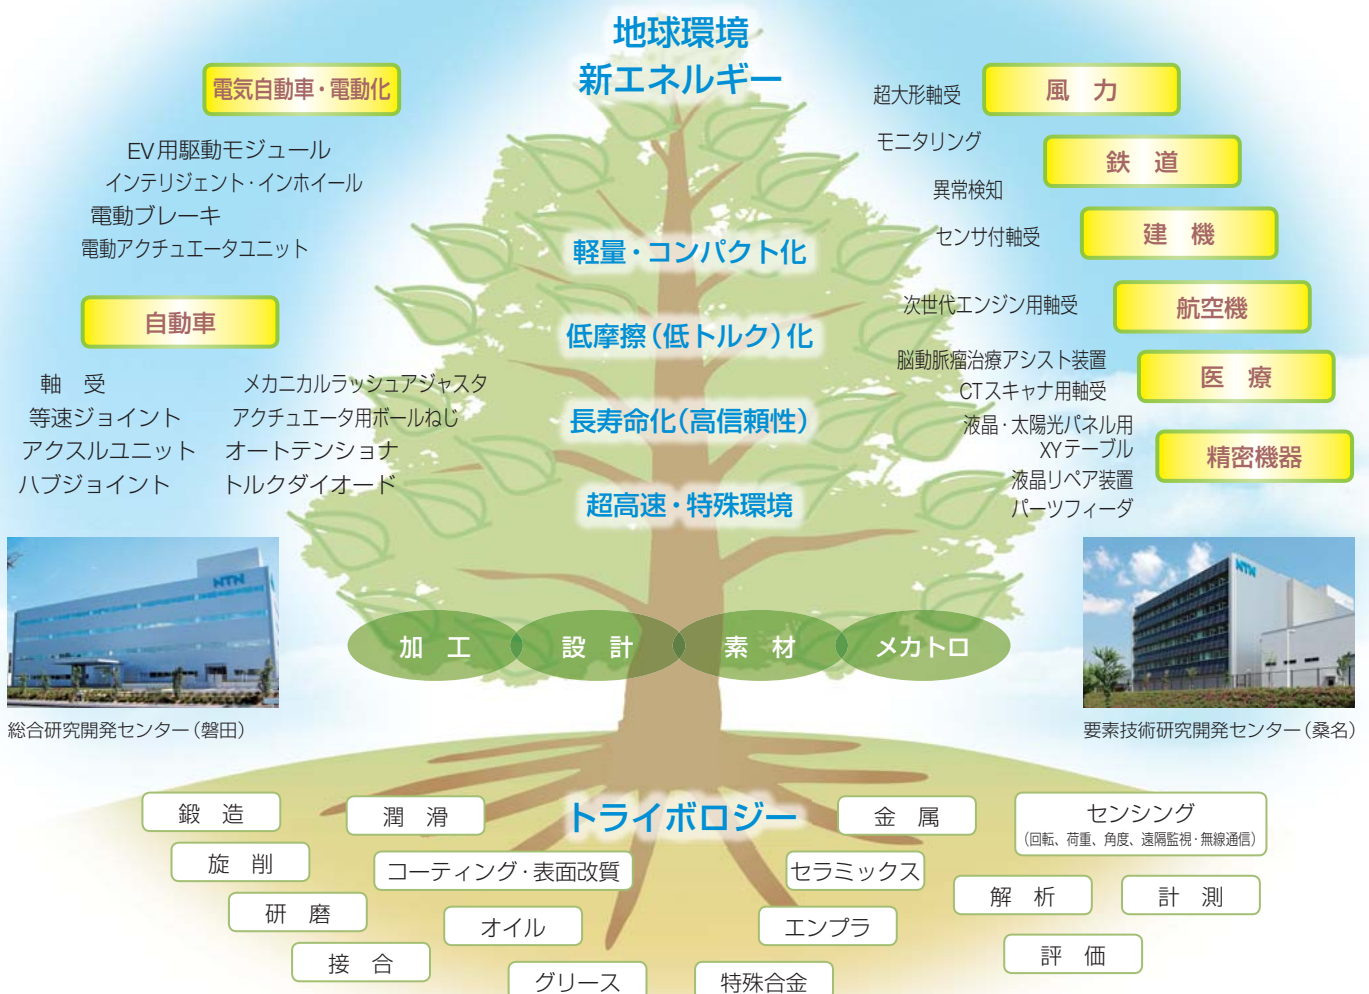 地球環境
新エネルギー
電気自動車・電動化
EV用駆動モジュール
インテリジェント・インホイール
電動ブレーキ
電動アクチュエータユニット
自動車
軸　受
等速ジョイント
アクスルユニット
ハブジョイント
メカニカルラッシュアジャスタ
アクチュエータ用ボールねじ
オートテンショナ
トルクダイオード
軽量・コンパクト化
低摩擦（低トルク）化
長寿命化（高信頼性）
超高速・特殊環境
超大形軸受
風　力
モニタリング
鉄　道
異常検知
センサ付軸受
建　機
次世代エンジン用軸受
航空機
脳動脈瘤治療アシスト装置
CTスキャナ用軸受
医　療
液晶・太陽光パネル用
XYテーブル
液晶リペア装置
パーツフィーダ
精密機器
NTN
総合研究開発センター（磐田）
NTN
要素技術研究開発センター（桑名）
加　工
設　計
素　材
メカトロ
トライボロジー
鍛　造
旋　削
研　磨
接　合
潤　滑
コーティング・表面改質
オイル
グリース
金　属
セラミックス
エンプラ
特殊合金
センシング
（回転、荷重、角度、遠隔監視・無線通信）
解　析
計　測
評　価